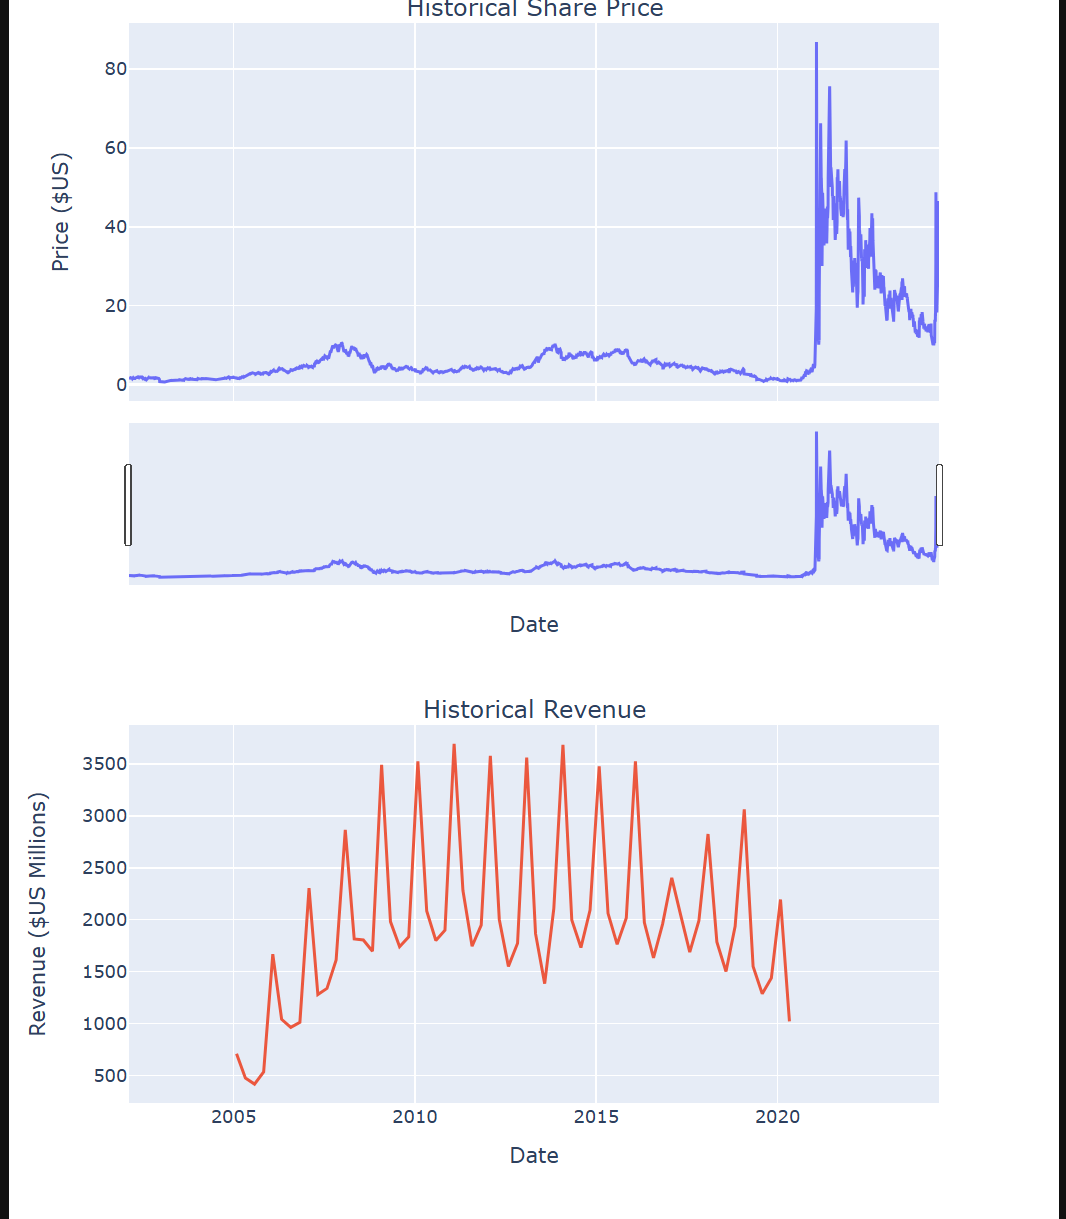 Historical Share Price
80
60
40
20
0
Price ($US)
Date
Historical Revenue
3500
3000
2500
2000
1500
1000
500
Revenue ($US Millions)
2005 2010 2015 2020
Date